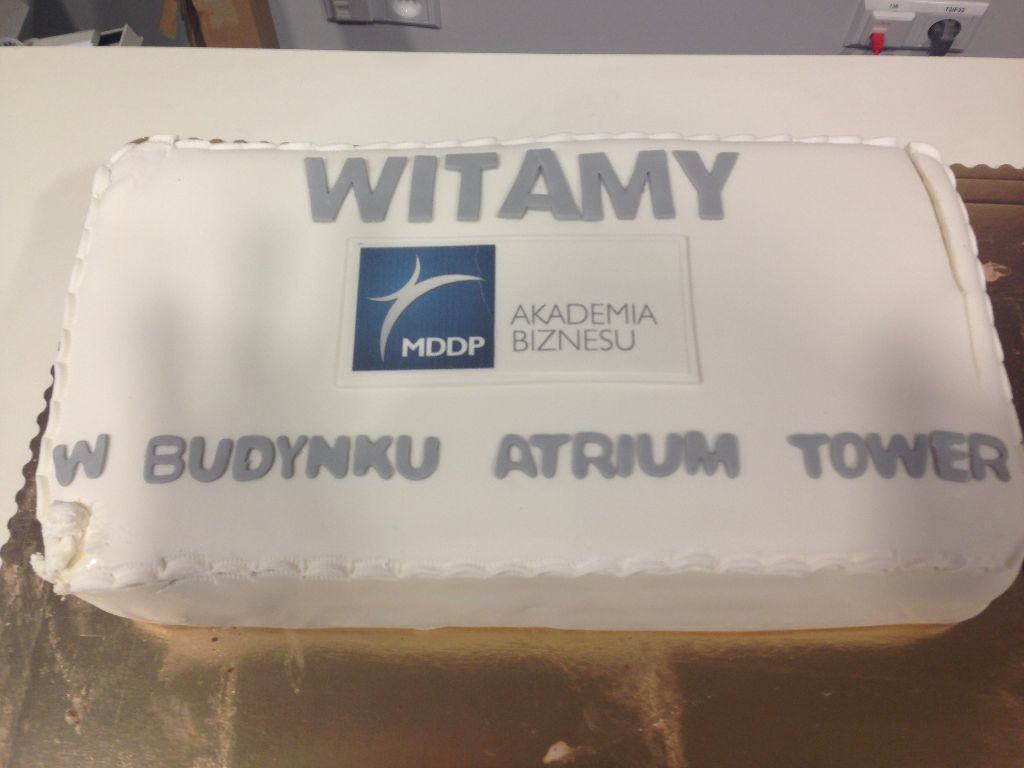 WITAMY
MDDP
AKADEMIA
BIZNESU
W BUDYNKU ATRIUM TOWER